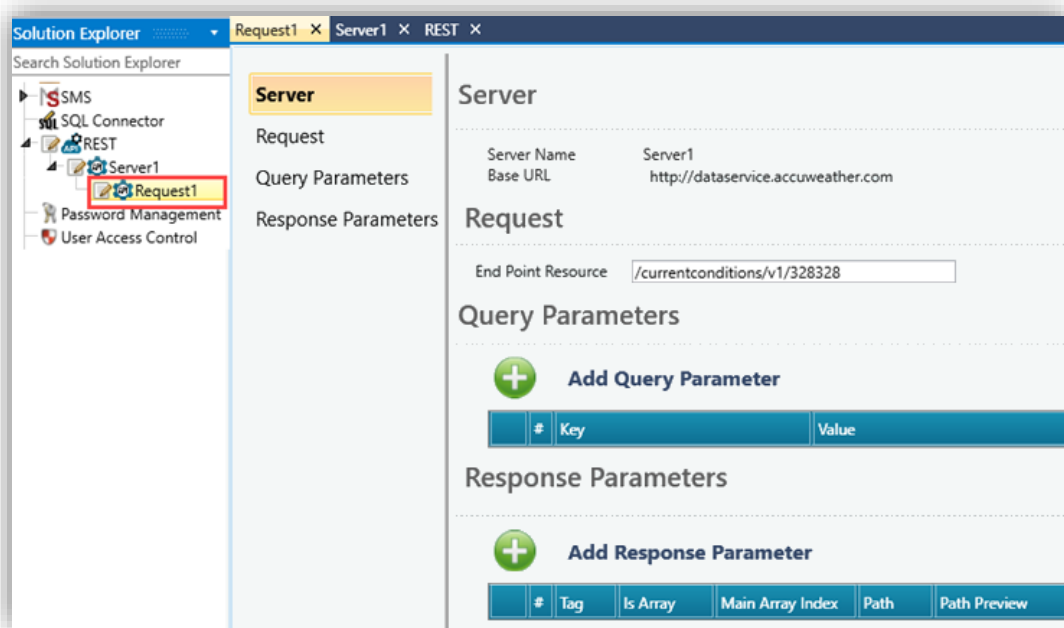 Solution Explorer
Request1 X Server1 X REST X
Search Solution Explorer
SMS
SQL Connector
REST
Server1
Request1
Password Management
User Access Control
Server
Request
Query Parameters
Response Parameters
Server
Server Name Server1
Base URL http://dataservice.accuweather.com
Request
End Point Resource /currentconditions/v1/328328
Query Parameters
Add Query Parameter
# Key Value
Response Parameters
Add Response Parameter
# Tag Is Array Main Array Index Path Path Preview